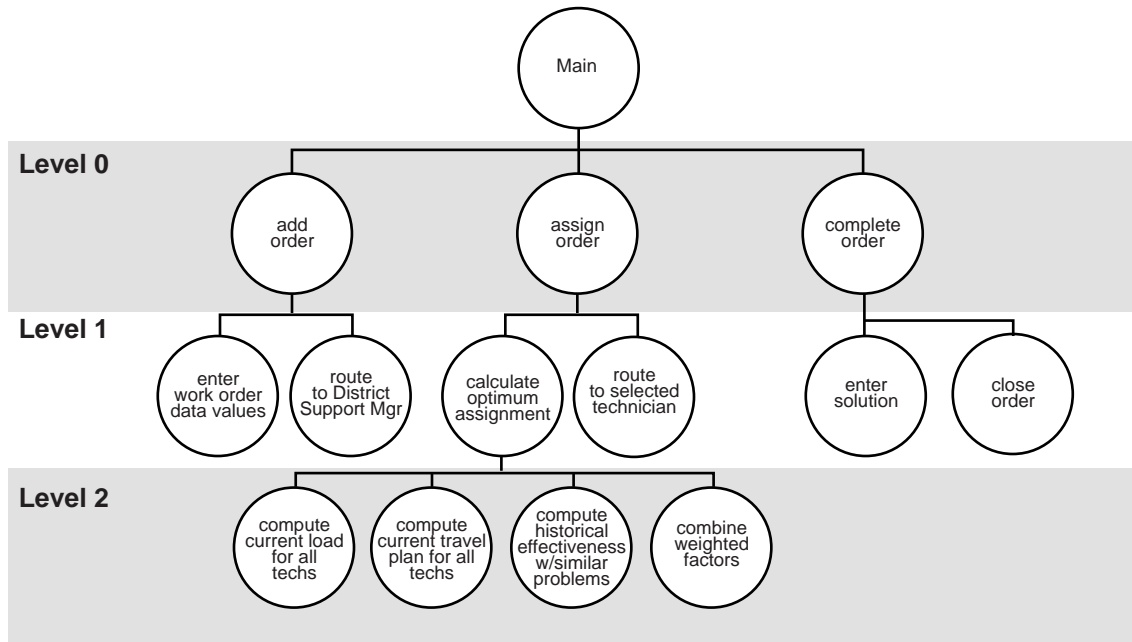 Main
Level 0
add
order
assign
order
complete
order
Level 1
enter
work order
data values
route
to District
Support Mgr
calculate
optimum
assignment
route
to selected
technician
enter
solution
close
order
Level 2
compute
current load
for all
techs
compute
current travel
plan for all
techs
compute
historical
effectiveness
w/similar
problems
combine
weighted
factors